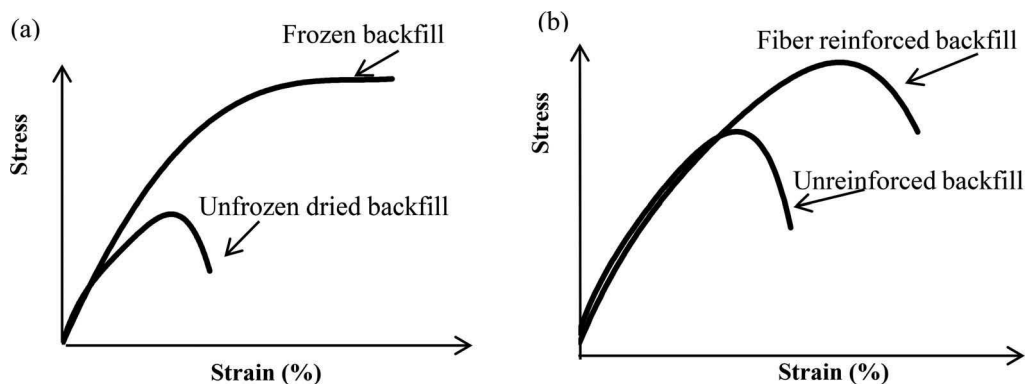 (a)
Frozen backfill
Stress
Unfrozen dried backfill
Strain (%)
(b)
Fiber reinforced backfill
Stress
Unreinforced backfill
Strain (%)